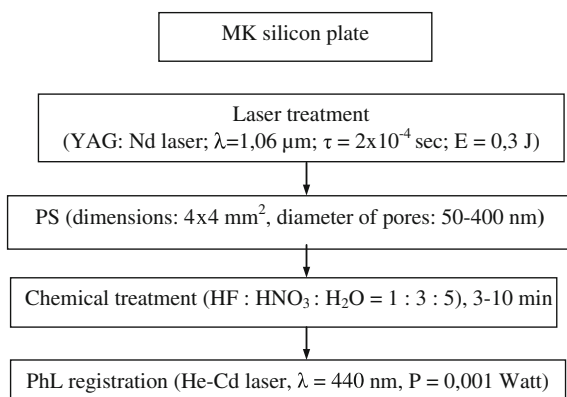 MK silicon plate
Laser treatment
(YAG: Nd laser; λ=1,06 µm; τ = 2x10⁻⁴ sec; E = 0,3 J)
PS (dimensions: 4x4 mm², diameter of pores: 50-400 nm)
Chemical treatment (HF : HNO₃ : H₂O = 1 : 3 : 5), 3-10 min
PhL registration (He-Cd laser, λ = 440 nm, P = 0,001 Watt)